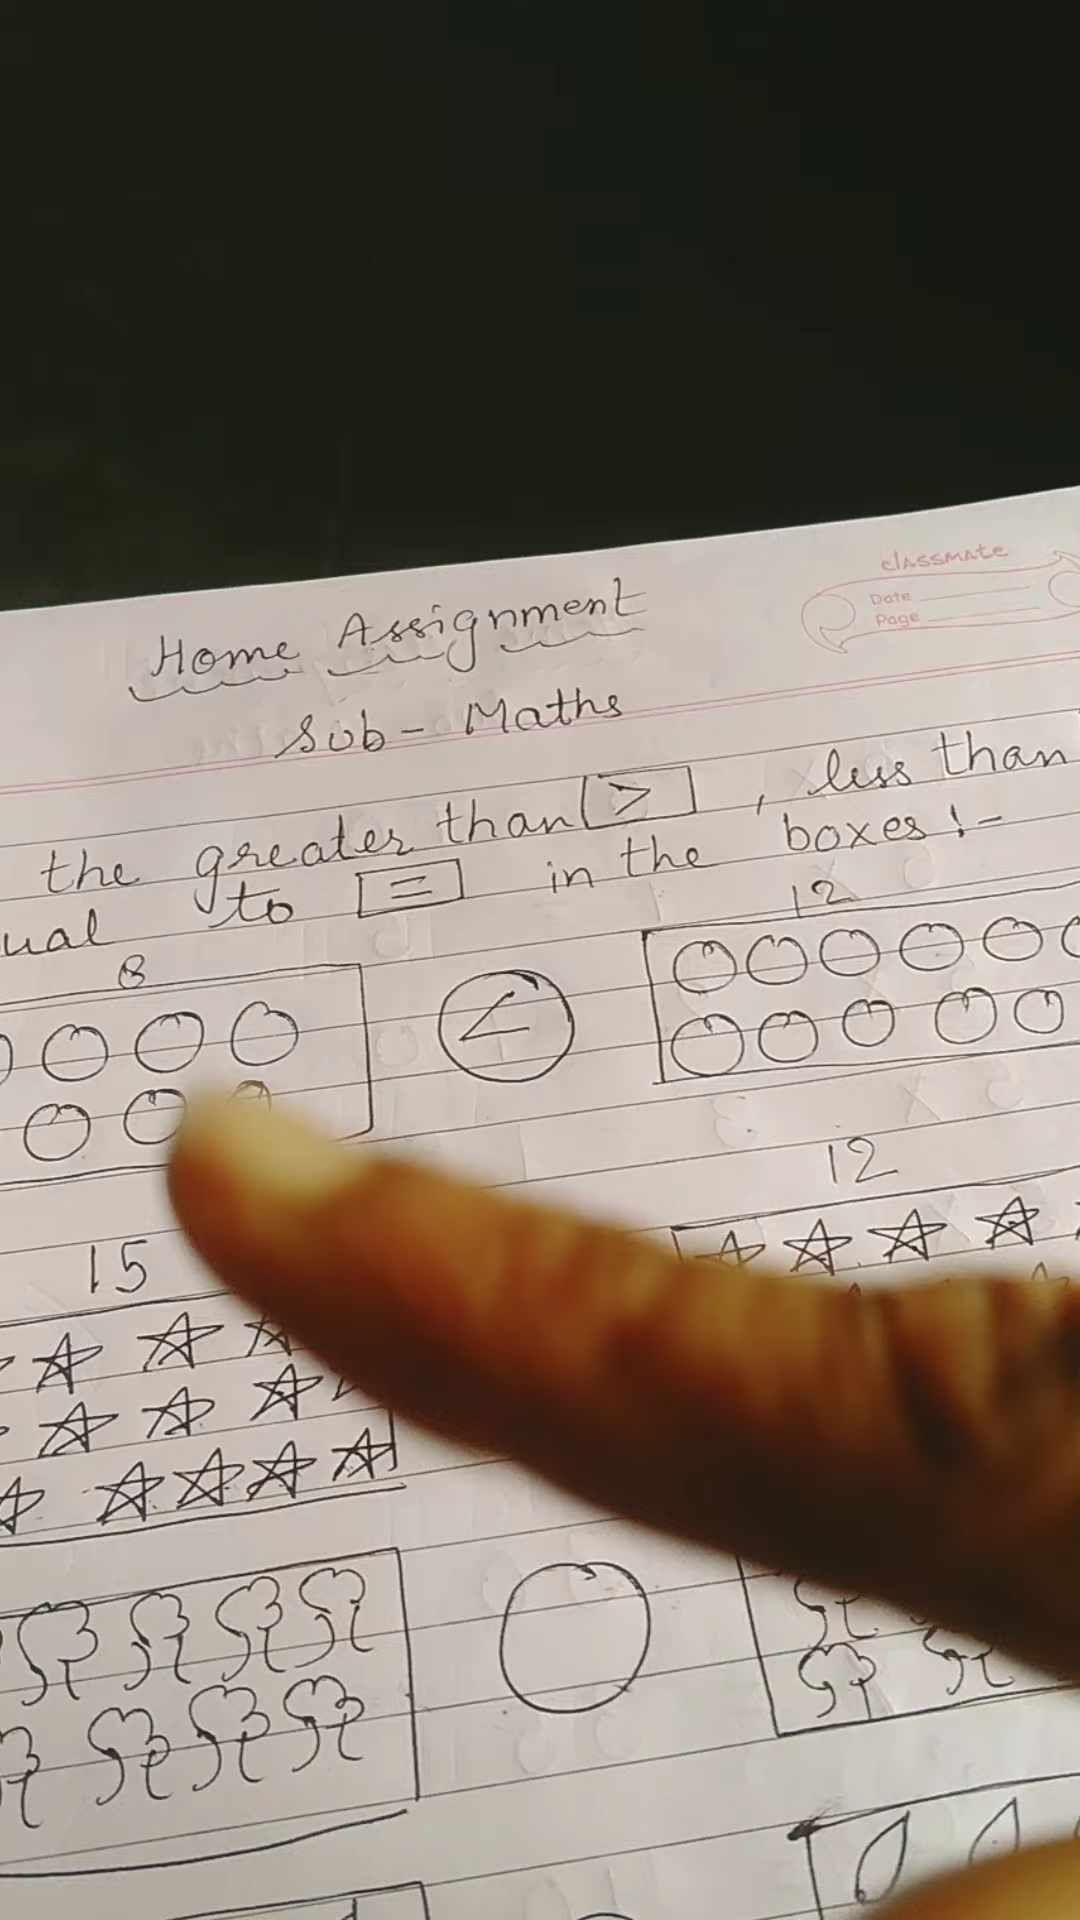 classmate
Date
Page
Home Assignment
Sub - Maths
the greater than [>] , less than
ual to [=] in the boxes :-
8 < 12
15 12